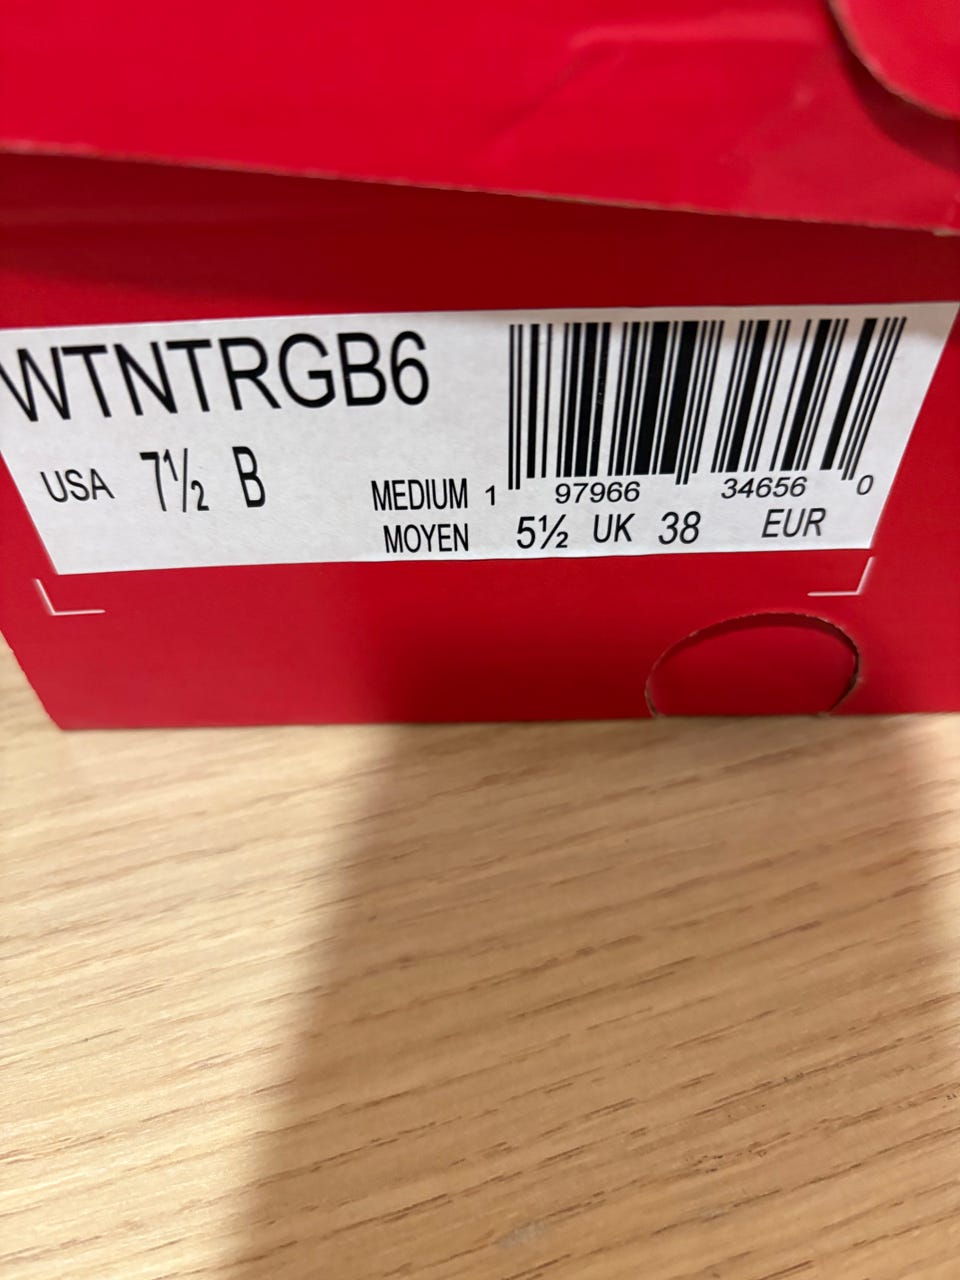 WTNTRGB6
USA 7½ B
MEDIUM
MOYEN
1 97966 34656 0
5½ UK 38 EUR